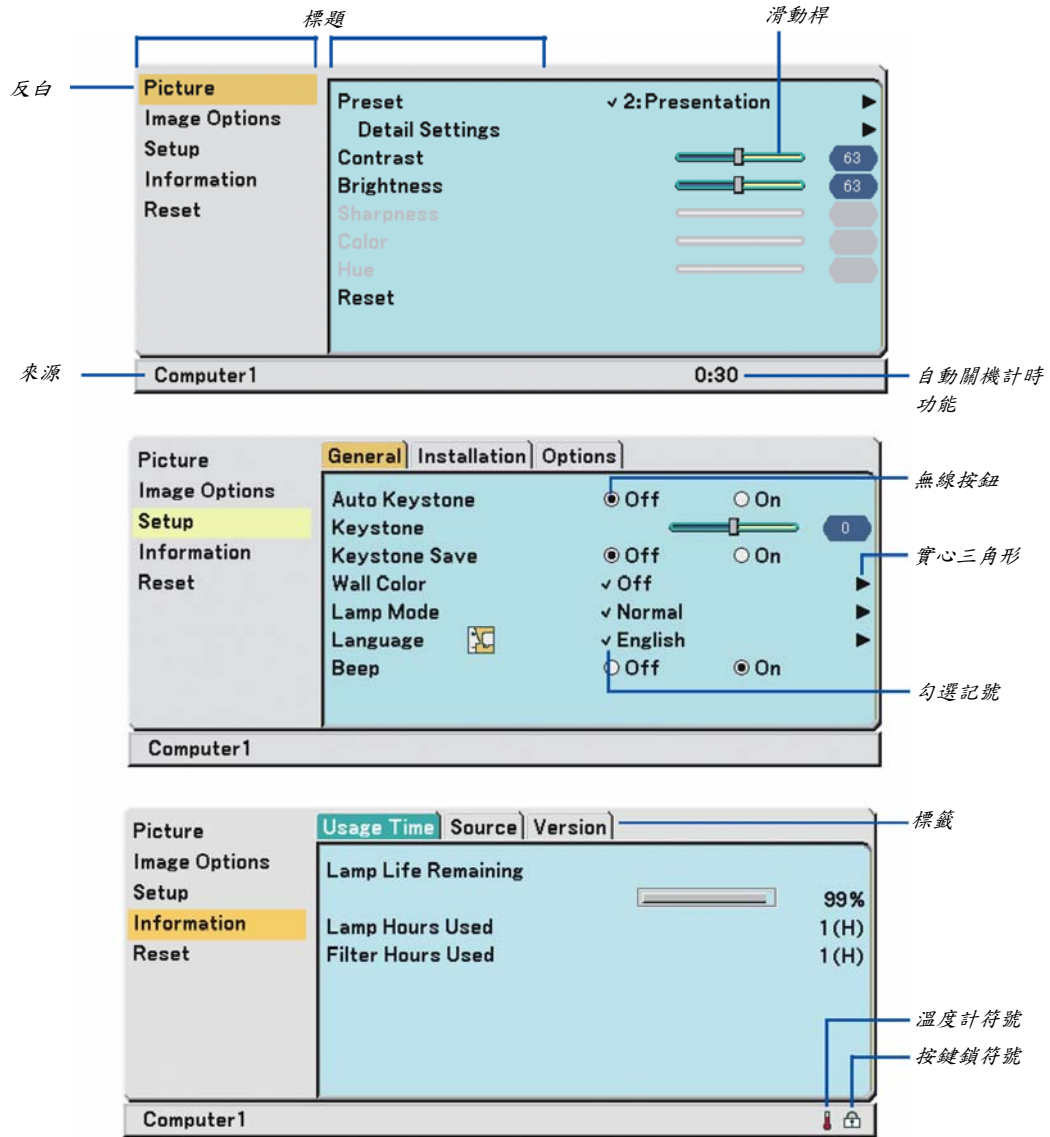 標題
滑動桿
反白
Picture
Image Options
Setup
Information
Reset
Preset ✓ 2:Presentation ▶
Detail Settings ▶
Contrast 63
Brightness 63
Sharpness
Color
Hue
Reset
來源
Computer1 0:30
自動關機計時
功能
Picture
Image Options
Setup
Information
Reset
General Installation Options
無線按鈕
Auto Keystone Off On
Keystone 0
Keystone Save Off On
實心三角形
Wall Color ✓ Off ▶
Lamp Mode ✓ Normal ▶
Language ✓ English ▶
Beep Off On
勾選記號
Computer1
Picture
Image Options
Setup
Information
Reset
Usage Time Source Version
標籤
Lamp Life Remaining
99%
Lamp Hours Used 1(H)
Filter Hours Used 1(H)
溫度計符號
按鍵鎖符號
Computer1